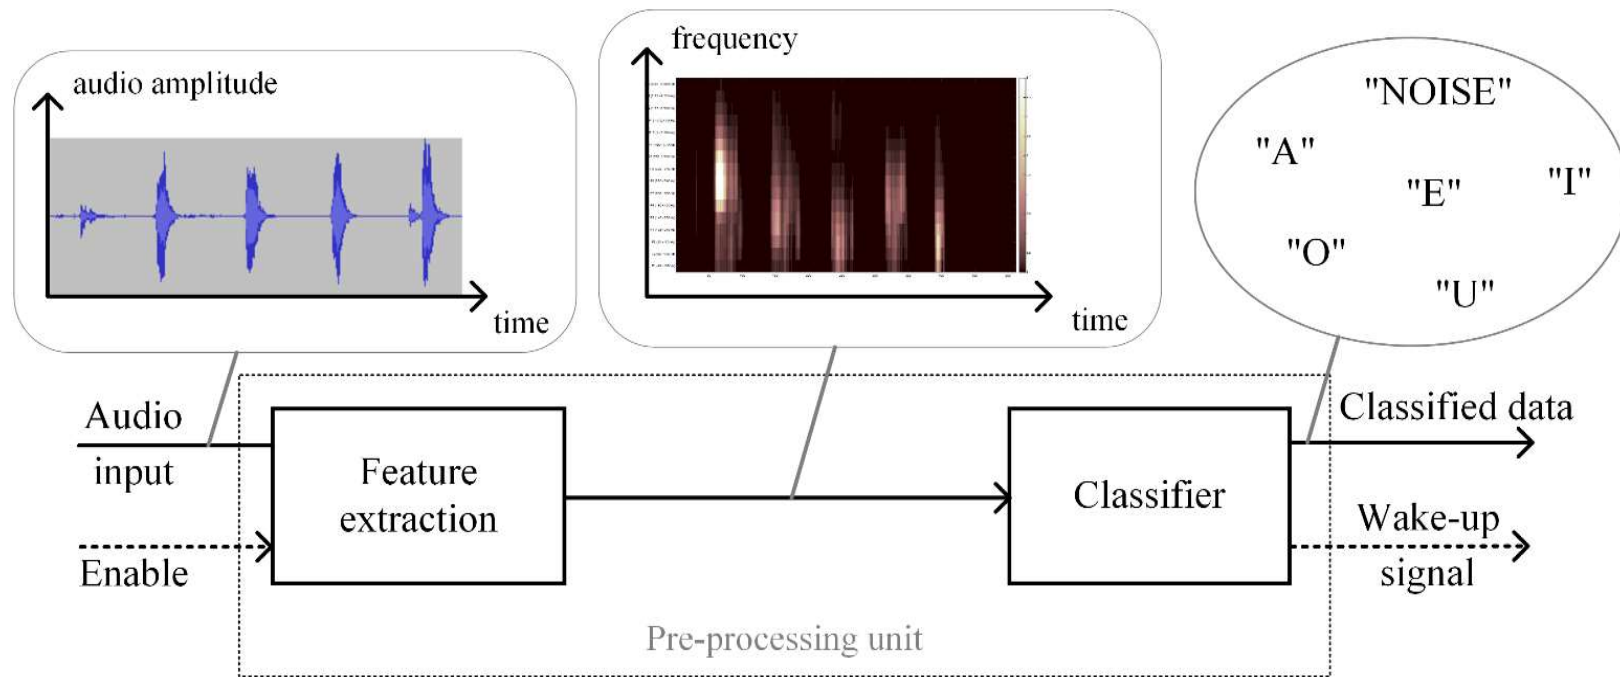 audio amplitude
time
frequency
time
"NOISE"
"A"
"E"
"I"
"O"
"U"
Audio
input
Enable
Feature
extraction
Classifier
Classified data
Wake-up
signal
Pre-processing unit